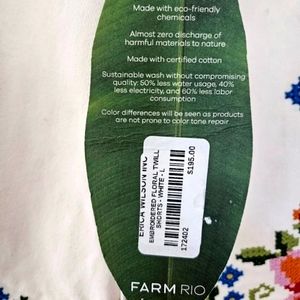 Made with eco-friendly
chemicals
Almost zero discharge of
harmful materials to nature
Made with certified cotton
Sustainable wash without compromising
quality: 50% less water usage, 40%
less electricity, and 60% less labor
consumption
Color differences will be seen as products
are not prone to color tone repair
ERICA WILSON INC
EMBROIDERED FLORAL TWILL
SHORTS - WHITE - L
172402
$195.00
FARM RIO